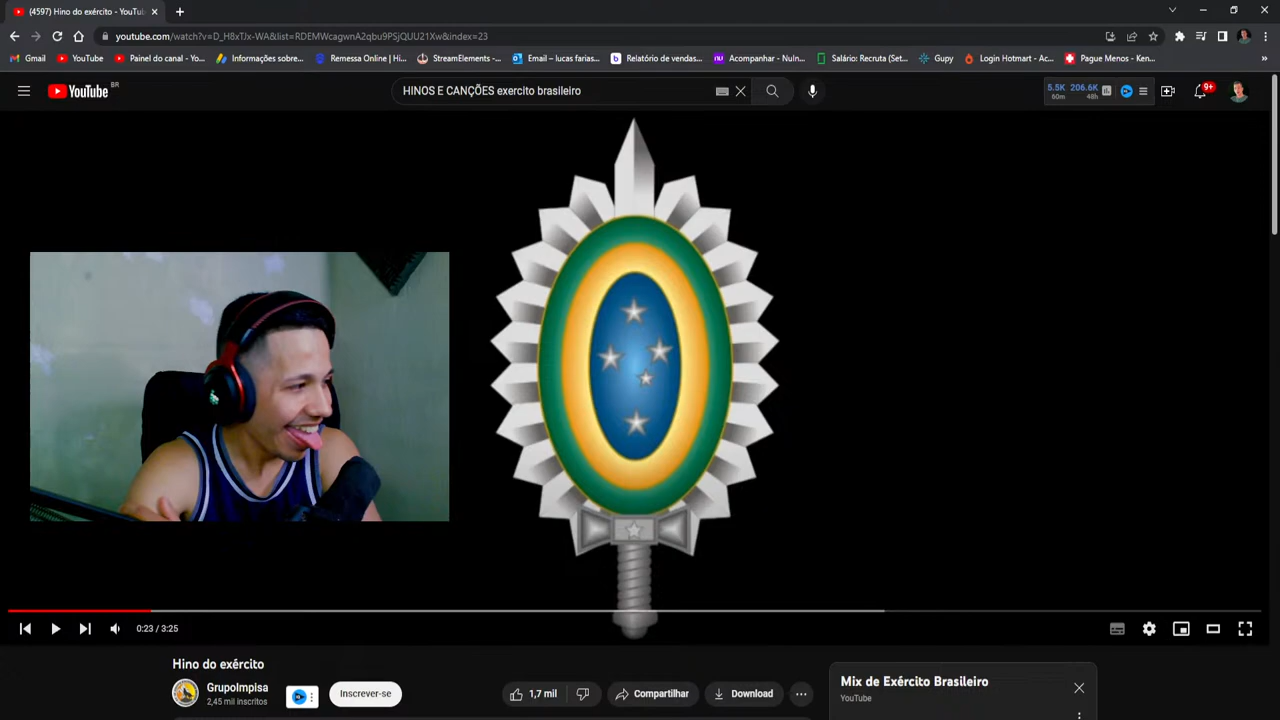 (4597) Hino do exército - YouTu
youtube.com/watch?v=D_H8xTJx-WA&list=RDEMWcagwnA2qbu9PSjQUU21Xw&index=23
Gmail
YouTube
Painel do canal - Yo...
Informações sobre...
Remessa Online | Hi...
StreamElements -...
Email – lucas farias...
Relatório de vendas...
Acompanhar - Nuln...
Salário: Recruta (Set...
Gupy
Login Hotmart - Ac...
Pague Menos - Ken...
YouTube
BR
HINOS E CANÇÕES exercito brasileiro
5.5K
60m
206.6K
48h
9+
0:23 / 3:25
Hino do exército
GrupoImpisa
2,45 mil inscritos
Inscrever-se
1,7 mil
Compartilhar
Download
Mix de Exército Brasileiro
YouTube